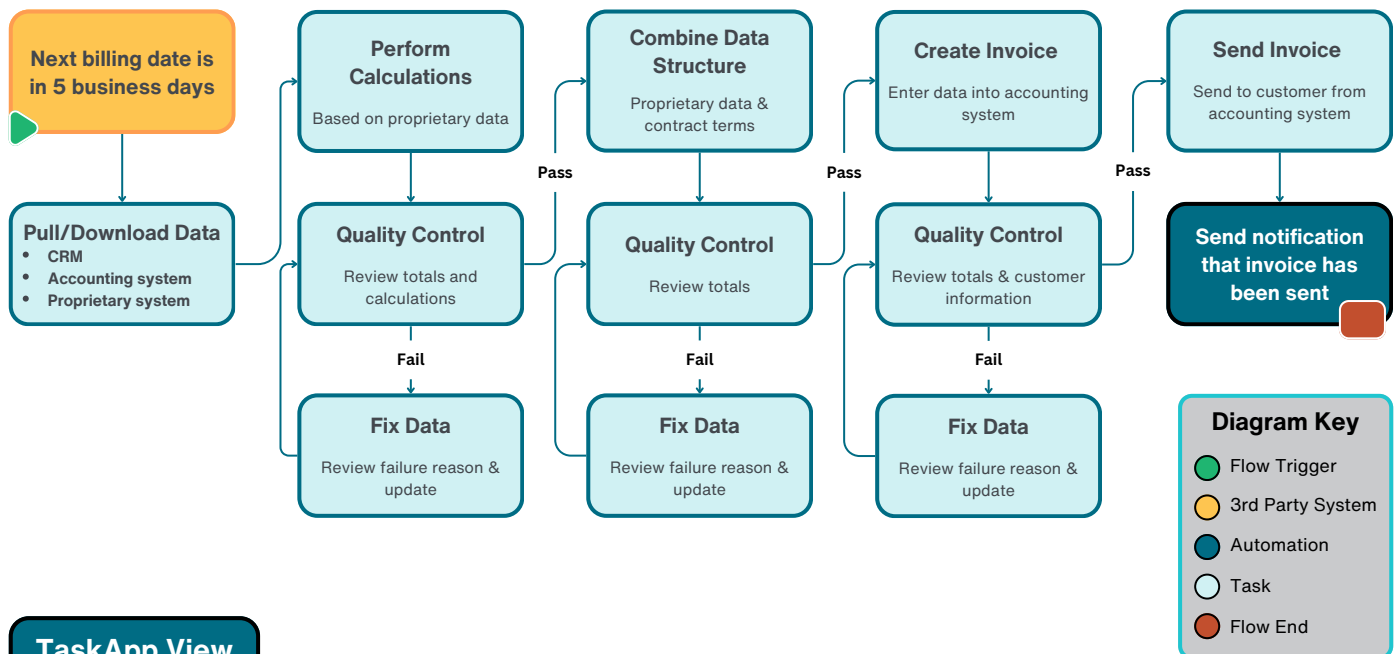 Next billing date is
in 5 business days
Pull/Download Data
• CRM
• Accounting system
• Proprietary system
Perform
Calculations
Based on proprietary data
Quality Control
Review totals and
calculations
Fail
Fix Data
Review failure reason &
update
Pass
Combine Data
Structure
Proprietary data &
contract terms
Quality Control
Review totals
Fail
Fix Data
Review failure reason &
update
Pass
Create Invoice
Enter data into accounting
system
Quality Control
Review totals & customer
information
Fail
Fix Data
Review failure reason &
update
Pass
Send Invoice
Send to customer from
accounting system
Send notification
that invoice has
been sent
Diagram Key
Flow Trigger
3rd Party System
Automation
Task
Flow End
TaskApp View